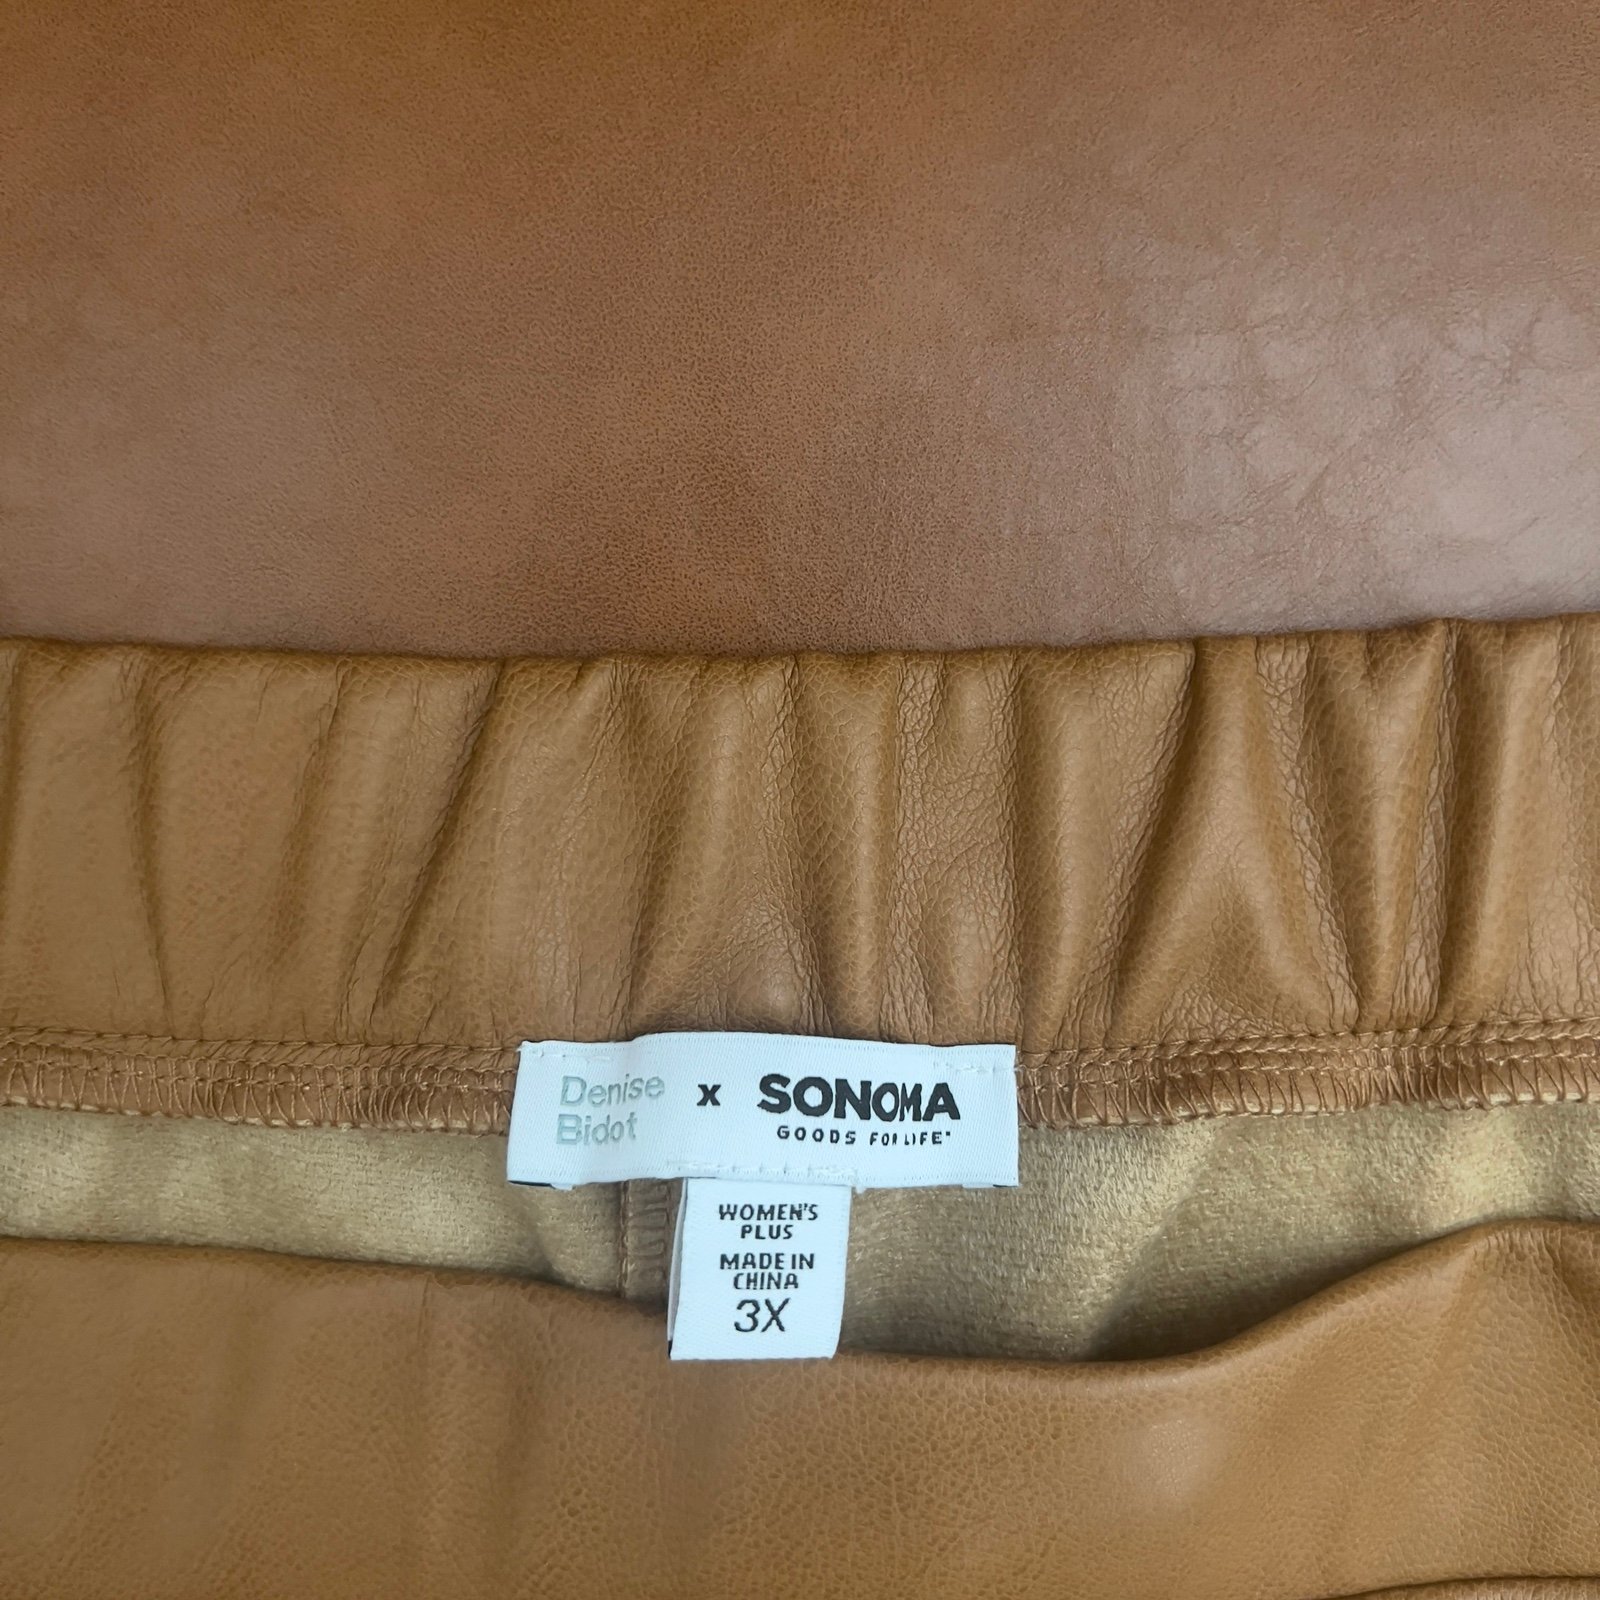 Denise
Bidot
x
SONOMA
GOODS FOR LIFE
WOMEN'S
PLUS
MADE IN
CHINA
3X